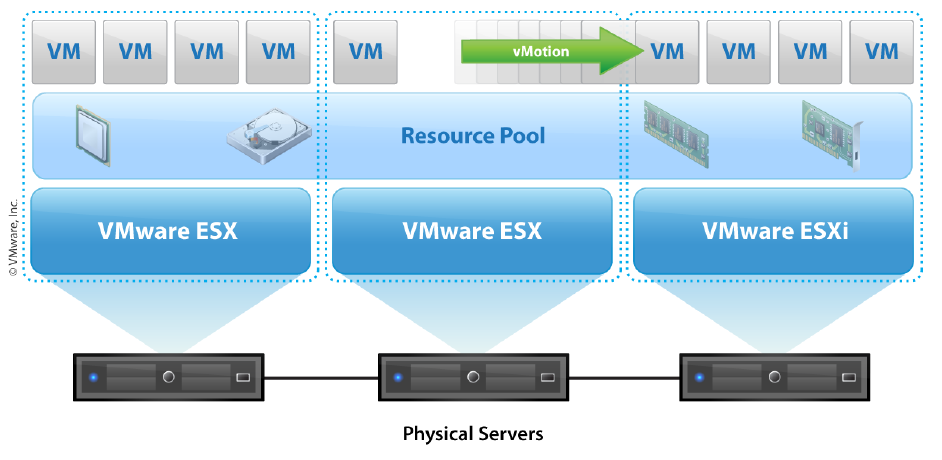 VM VM VM VM VM VM VM VM VM
vMotion
Resource Pool
VMware ESX VMware ESX VMware ESXi
© VMware, Inc.
Physical Servers